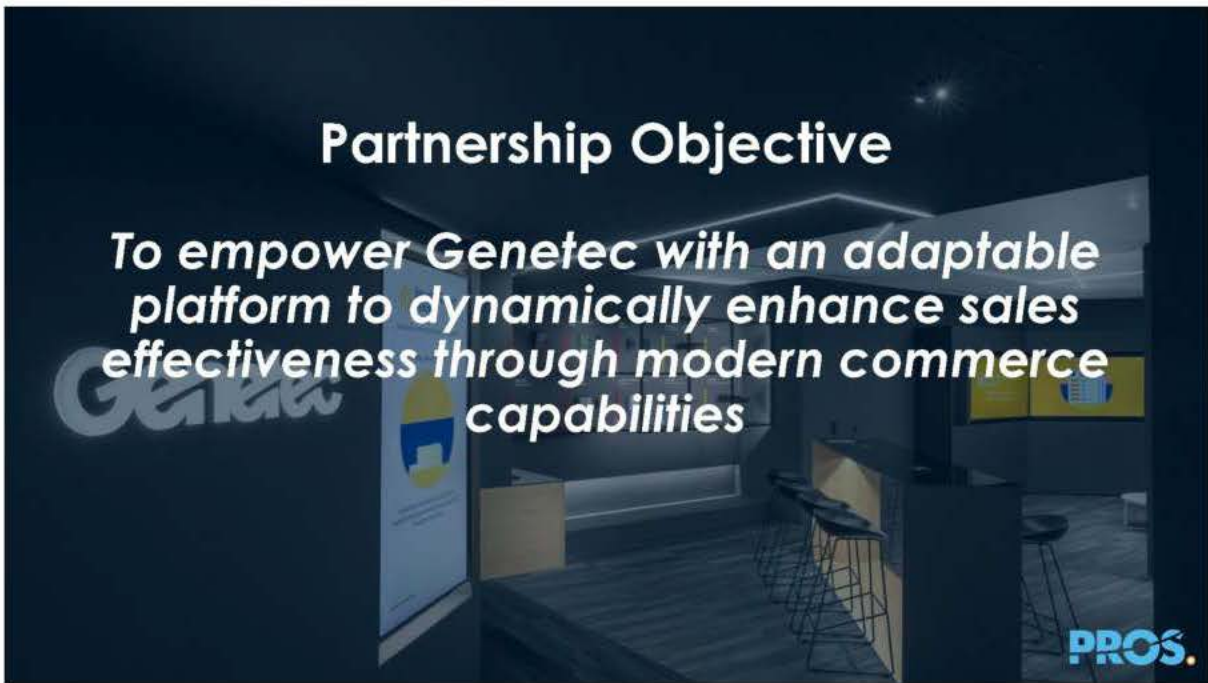 Partnership Objective
To empower Genetec with an adaptable
platform to dynamically enhance sales
effectiveness through modern commerce
capabilities
Genetec
PROS.